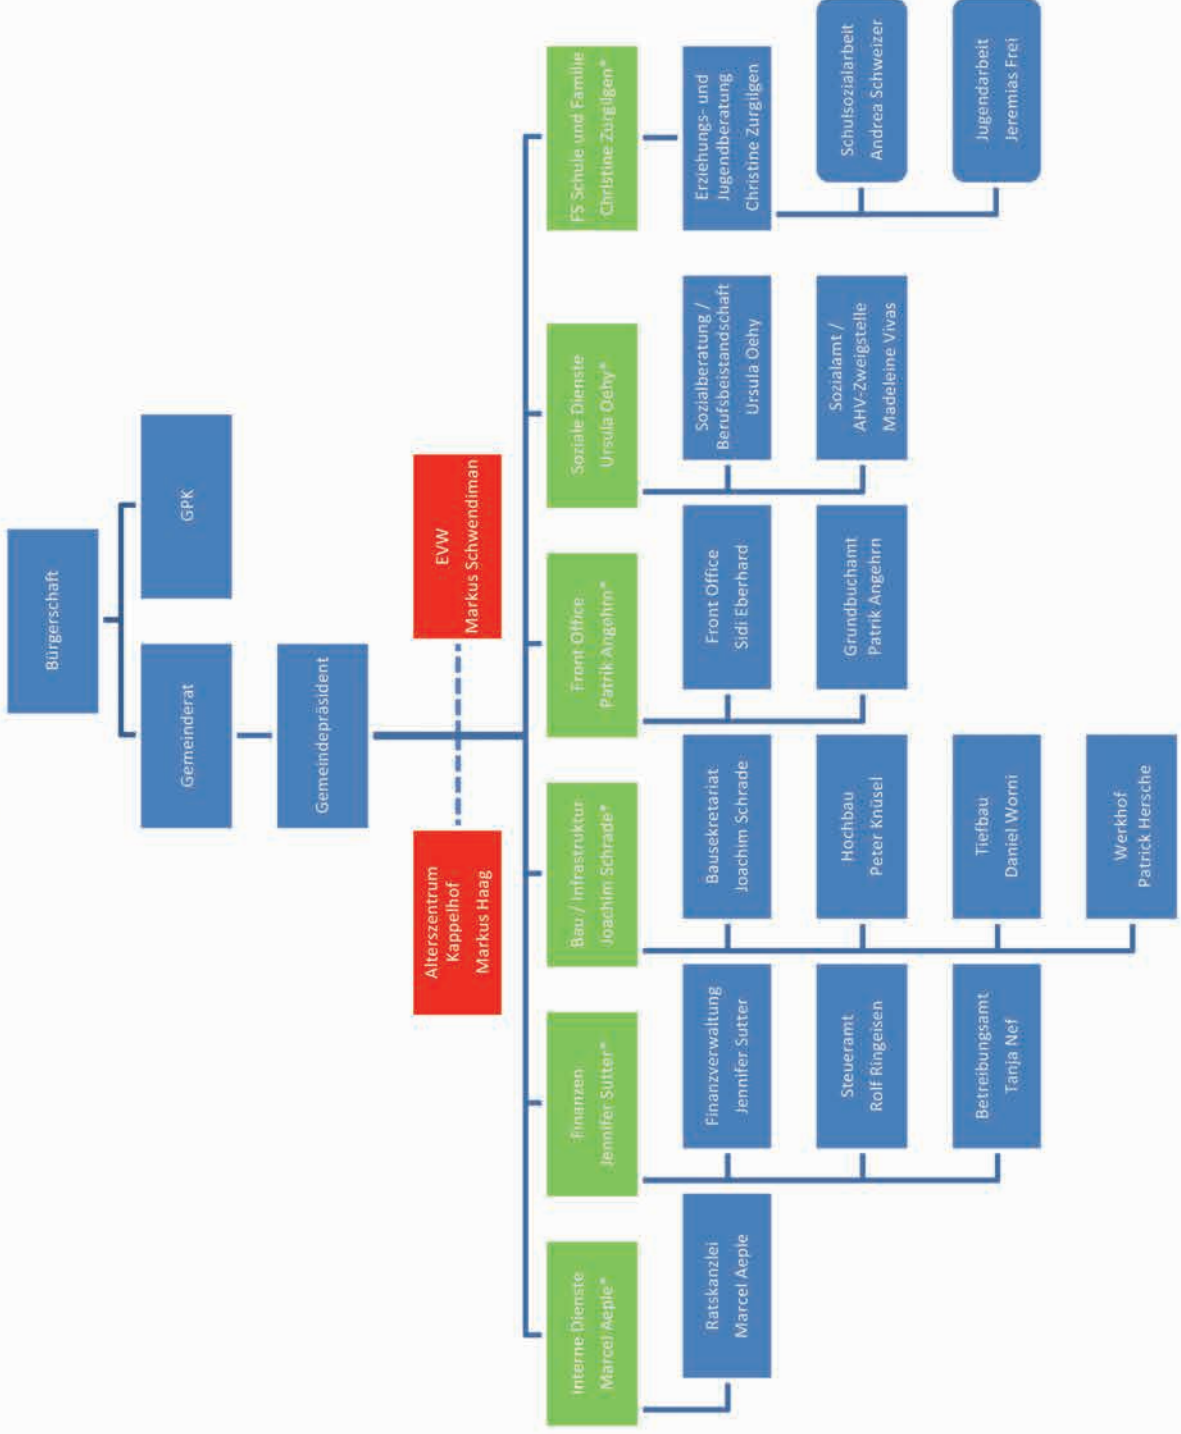 Bürgerschaft
Gemeinderat
GPK
Gemeindepräsident
Alterszentrum
Kappelhof
Markus Haag
EVW
Markus Schwendiman
Interne Dienste
Marcel Aeple*
Finanzen
Jennifer Sutter*
Bau / Infrastruktur
Joachim Schrade*
Front Office
Patrik Angehrn*
Soziale Dienste
Ursula Oehy*
FS Schule und Familie
Christine Zurgilgen*
Ratskanzlei
Marcel Aeple
Finanzverwaltung
Jennifer Sutter
Steueramt
Rolf Ringeisen
Betreibungsamt
Tanja Nef
Bausekretariat
Joachim Schrade
Hochbau
Peter Knüsel
Tiefbau
Daniel Worni
Werkhof
Patrick Hersche
Front Office
Sidi Eberhard
Grundbuchamt
Patrik Angehrn
Sozialberatung /
Berufsbeistandschaft
Ursula Oehy
Sozialamt /
AHV-Zweigstelle
Madeleine Vivas
Erziehungs- und
Jugendberatung
Christine Zurgilgen
Schulsozialarbeit
Andrea Schweizer
Jugendarbeit
Jeremias Frei